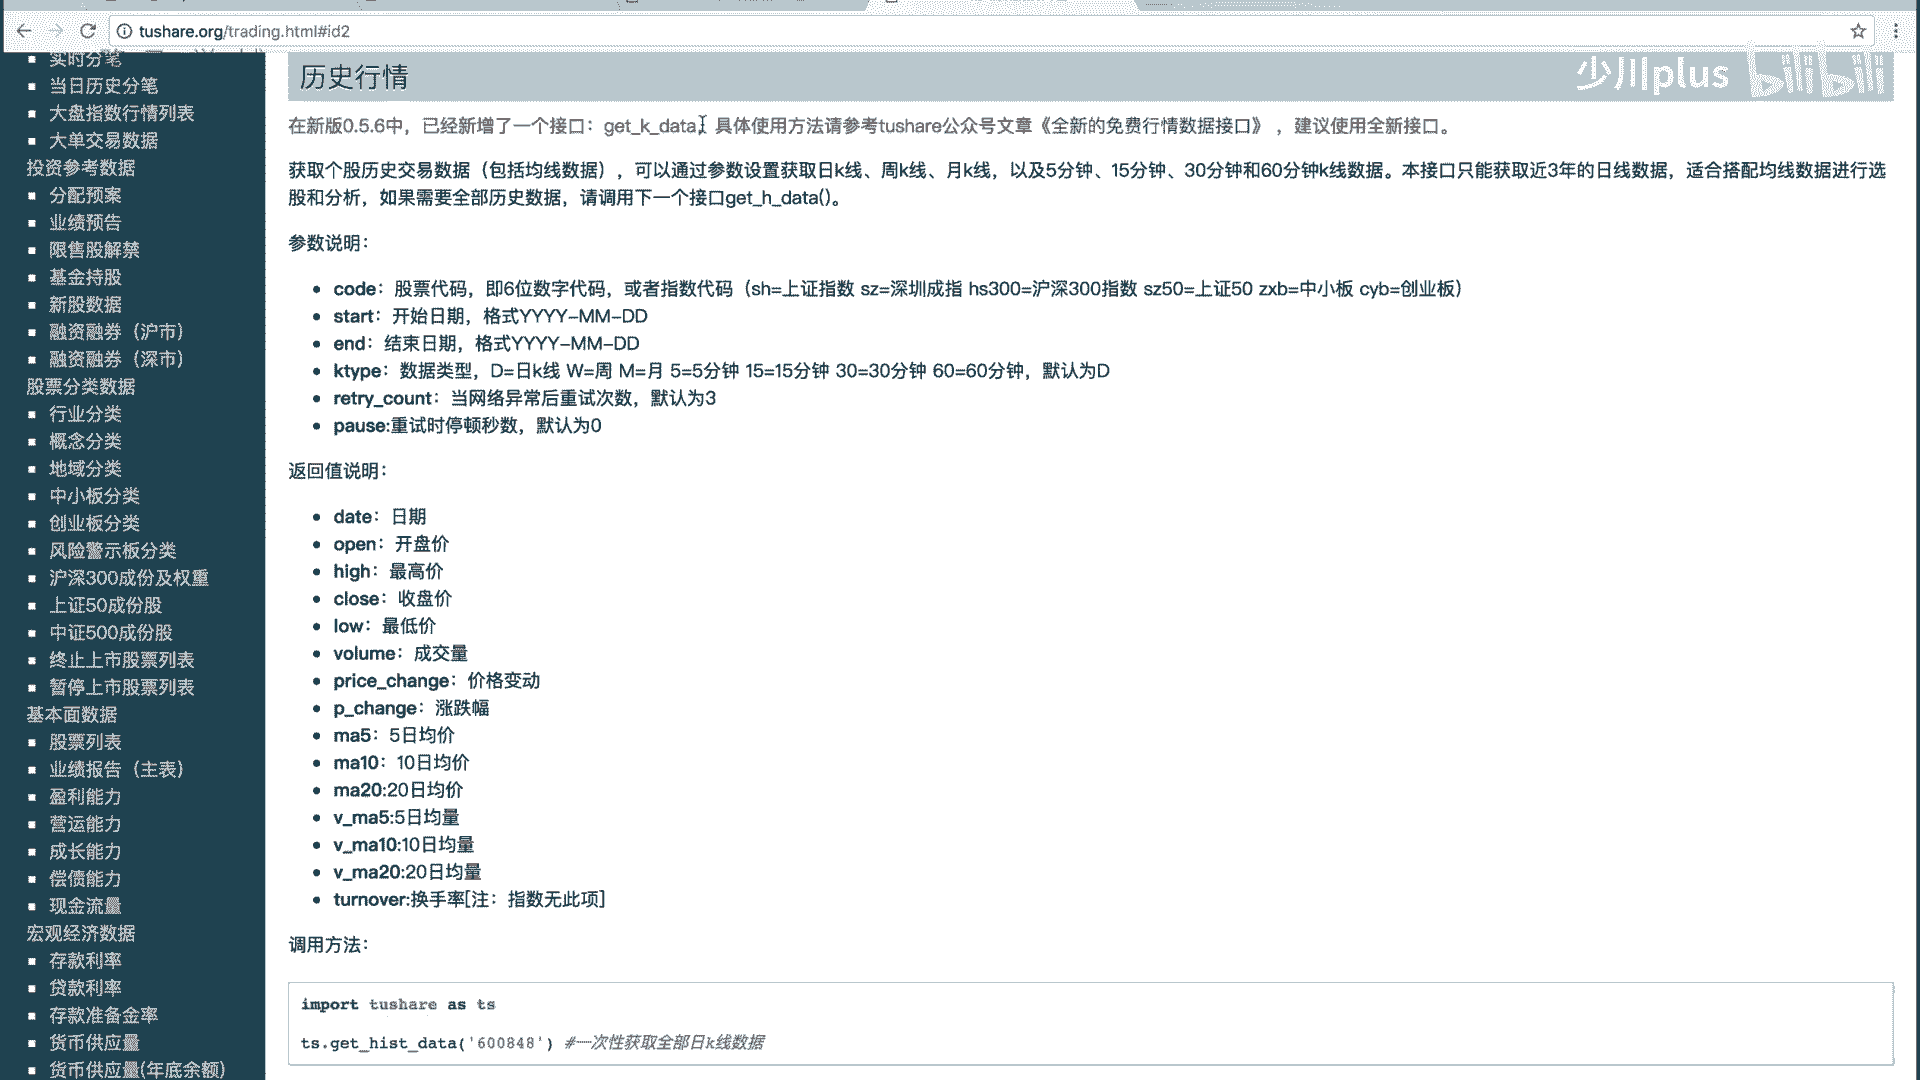 tushare.org/trading.html#id2
实时分笔
当日历史分笔
大盘指数行情列表
大单交易数据
投资参考数据
分配预案
业绩预告
限售股解禁
基金持股
新股数据
融资融券（沪市）
融资融券（深市）
股票分类数据
行业分类
概念分类
地域分类
中小板分类
创业板分类
风险警示板分类
沪深300成份及权重
上证50成份股
中证500成份股
终止上市股票列表
暂停上市股票列表
基本面数据
股票列表
业绩报告（主表）
盈利能力
营运能力
成长能力
偿债能力
现金流量
宏观经济数据
存款利率
贷款利率
存款准备金率
货币供应量
货币供应量(年底余额)
历史行情
少川plus bilibili
在新版0.5.6中，已经新增了一个接口：get_k_data，具体使用方法请参考tushare公众号文章《全新的免费行情数据接口》，建议使用全新接口。
获取个股历史交易数据（包括均线数据），可以通过参数设置获取日k线、周k线、月k线，以及5分钟、15分钟、30分钟和60分钟k线数据。本接口只能获取近3年的日线数据，适合搭配均线数据进行选
股和分析，如果需要全部历史数据，请调用下一个接口get_h_data()。
参数说明：
code：股票代码，即6位数字代码，或者指数代码（sh=上证指数 sz=深圳成指 hs300=沪深300指数 sz50=上证50 zxb=中小板 cyb=创业板）
start：开始日期，格式YYYY-MM-DD
end：结束日期，格式YYYY-MM-DD
ktype：数据类型，D=日k线 W=周 M=月 5=5分钟 15=15分钟 30=30分钟 60=60分钟，默认为D
retry_count：当网络异常后重试次数，默认为3
pause:重试时停顿秒数，默认为0
返回值说明：
date：日期
open：开盘价
high：最高价
close：收盘价
low：最低价
volume：成交量
price_change：价格变动
p_change：涨跌幅
ma5：5日均价
ma10：10日均价
ma20:20日均价
v_ma5:5日均量
v_ma10:10日均量
v_ma20:20日均量
turnover:换手率[注：指数无此项]
调用方法：
import tushare as ts
ts.get_hist_data('600848') #一次性获取全部日k线数据